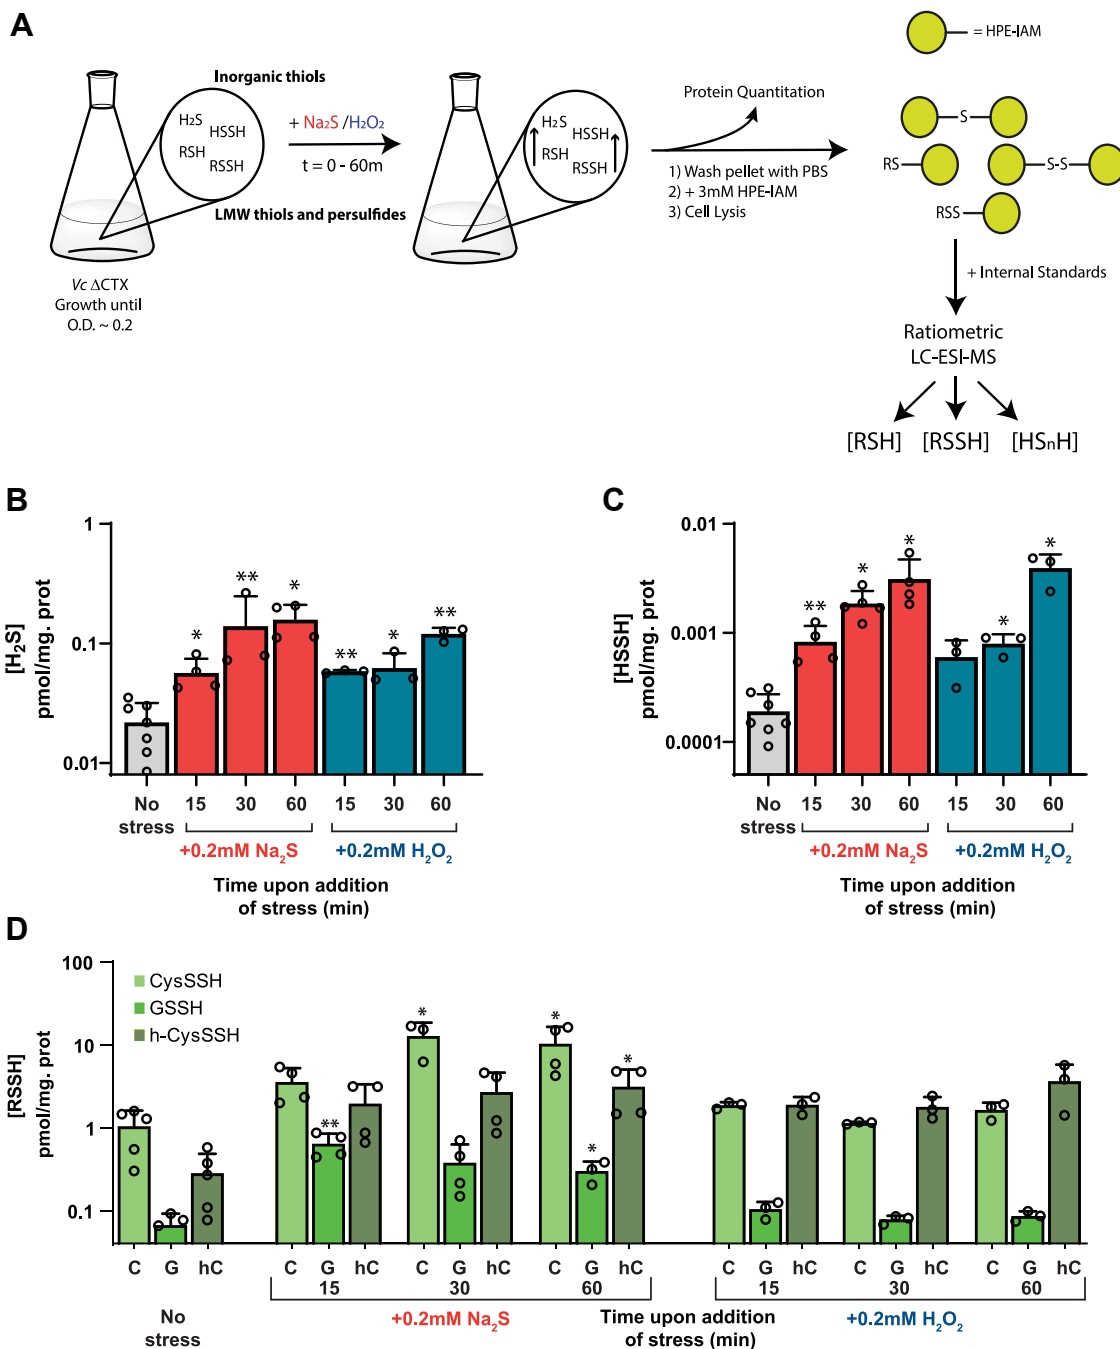 A
= HPE-IAM
Inorganic thiols
H2S
HSSH
RSH
RSSH
+ Na2S /H2O2
t = 0 - 60m
LMW thiols and persulfides
Vc ΔCTX
Growth until
O.D. ~ 0.2
H2S
HSSH
RSH
RSSH
Protein Quantitation
1) Wash pellet with PBS
2) + 3mM HPE-IAM
3) Cell Lysis
S
RS
S-S
RSS
+ Internal Standards
Ratiometric
LC-ESI-MS
[RSH] [RSSH] [HSnH]
B
[H2S]
pmol/mg. prot
1
0.1
0.01
* ** * ** * **
No stress 15 30 60 15 30 60
+0.2mM Na2S +0.2mM H2O2
Time upon addition
of stress (min)
C
[HSSH]
pmol/mg. prot
0.01
0.001
0.0001
** * * * *
No stress 15 30 60 15 30 60
+0.2mM Na2S +0.2mM H2O2
Time upon addition
of stress (min)
D
[RSSH]
pmol/mg. prot
100
10
1
0.1
CysSSH
GSSH
h-CysSSH
** * * * *
C G hC C G hC C G hC C G hC C G hC C G hC C G hC
15 30 60 15 30 60
No
stress
+0.2mM Na2S
Time upon addition
of stress (min)
+0.2mM H2O2